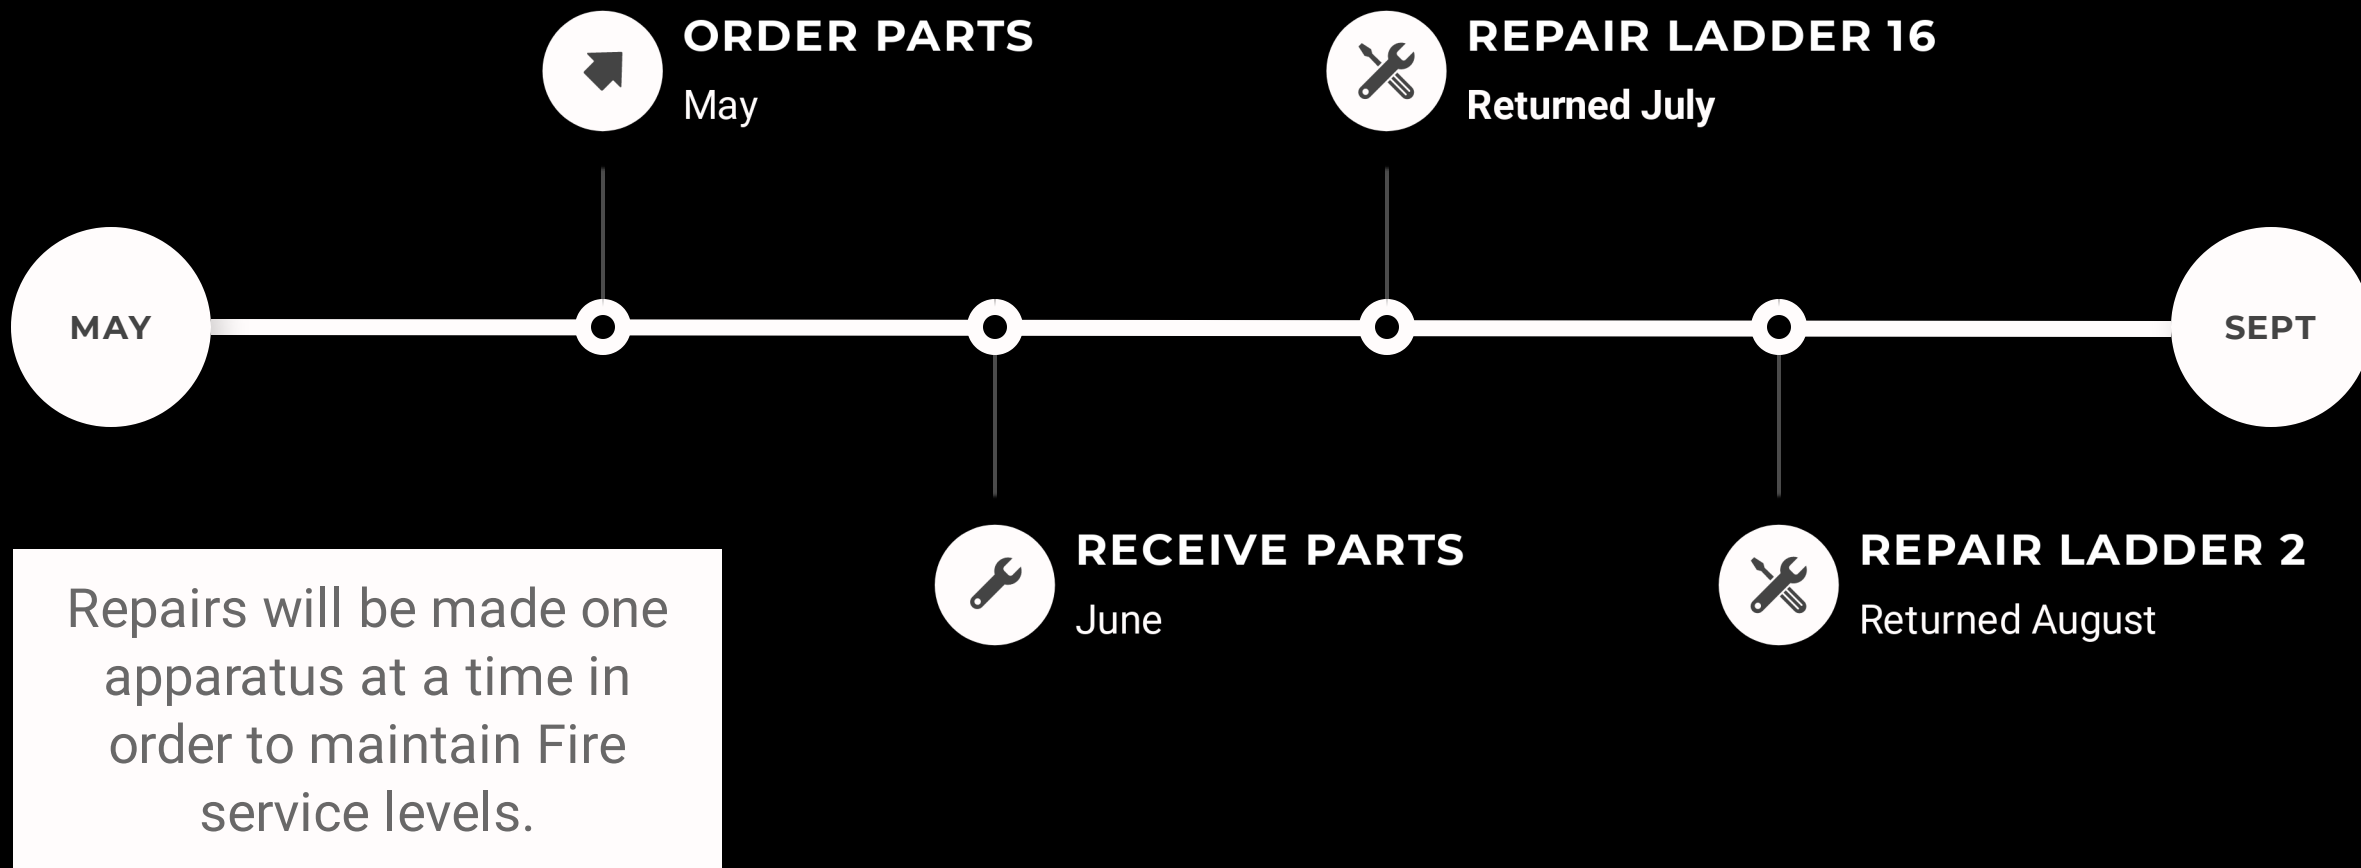 ORDER PARTS
May
REPAIR LADDER 16
Returned July
MAY
SEPT
RECEIVE PARTS
June
REPAIR LADDER 2
Returned August
Repairs will be made one
apparatus at a time in
order to maintain Fire
service levels.